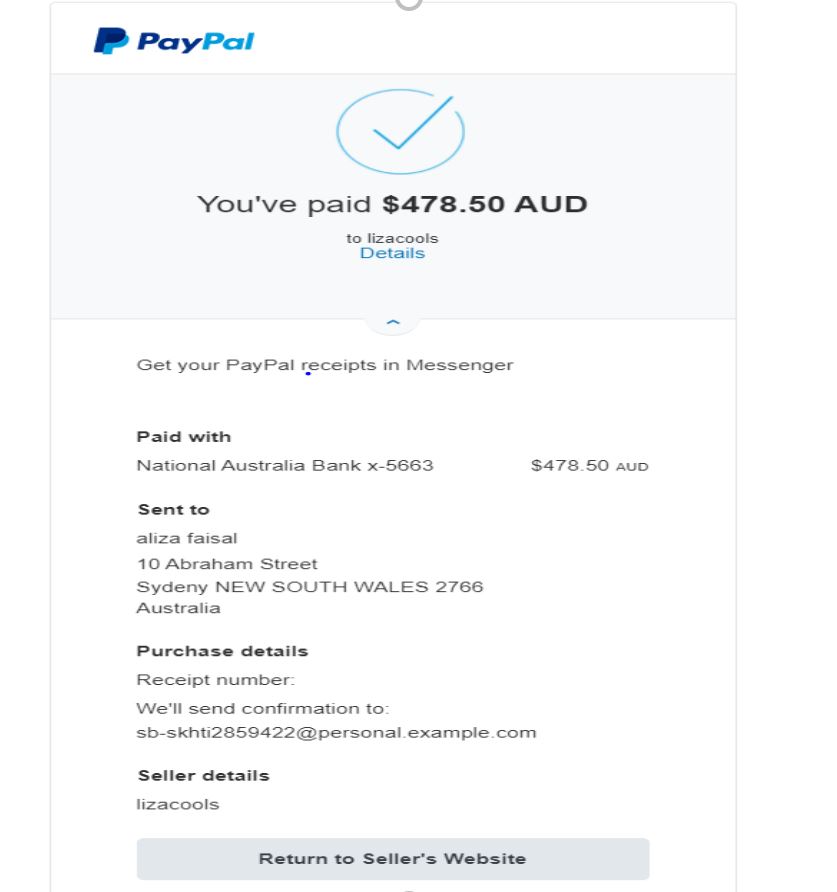 PayPal
You've paid $478.50 AUD
to lizacools
Details
Get your PayPal receipts in Messenger
Paid with
National Australia Bank x-5663 $478.50 AUD
Sent to
aliza faisal
10 Abraham Street
Sydeny NEW SOUTH WALES 2766
Australia
Purchase details
Receipt number:
We'll send confirmation to:
sb-skhti2859422@personal.example.com
Seller details
lizacools
Return to Seller's Website